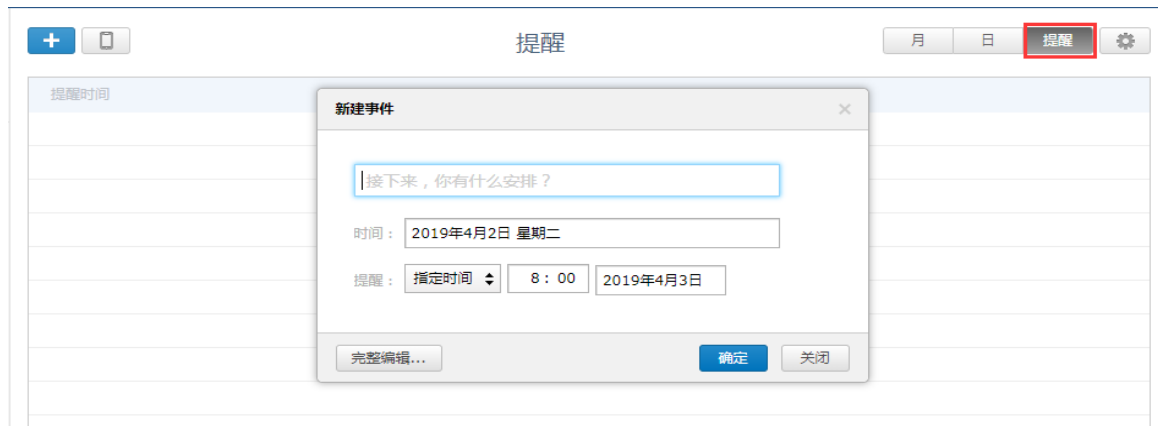 + 提醒 月 日 提醒
提醒时间
新建事件 ×
接下来，你有什么安排？
时间： 2019年4月2日 星期二
提醒： 指定时间 8： 00 2019年4月3日
完整编辑... 确定 关闭